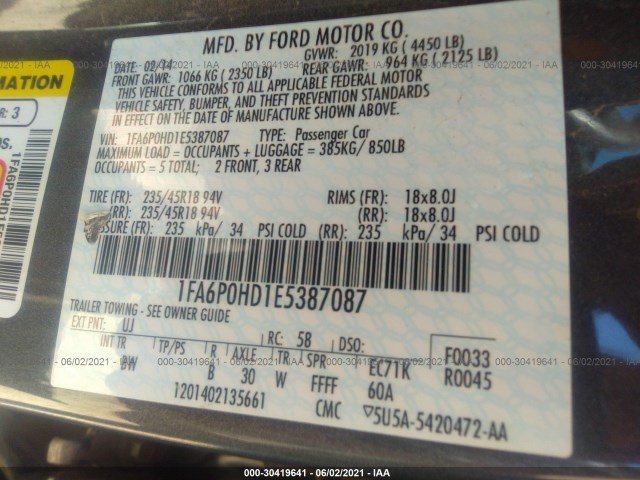 MFD. BY FORD MOTOR CO.
DATE: 02/14 GVWR: 2019 KG ( 4450 LB)
FRONT GAWR: 1066 KG ( 2350 LB) REAR GAWR: 964 KG ( 2125 LB)
THIS VEHICLE CONFORMS TO ALL APPLICABLE FEDERAL MOTOR
VEHICLE SAFETY, BUMPER, AND THEFT PREVENTION STANDARDS
IN EFFECT ON THE DATE OF MANUFACTURE SHOWN ABOVE.
VIN: 1FA6P0HD1E5387087 TYPE: Passenger Car
MAXIMUM LOAD = OCCUPANTS + LUGGAGE = 385KG/ 850LB
OCCUPANTS = 5 TOTAL; 2 FRONT, 3 REAR
TIRE (FR): 235/45R18 94V RIMS (FR): 18x8.0J
(RR): 235/45R18 94V (RR): 18x8.0J
SSURE (FR): 235 kPa/ 34 PSI COLD (RR): 235 kPa/ 34 PSI COLD
1FA6P0HD1E5387087
TRAILER TOWING - SEE OWNER GUIDE
EXT PNT: UJ RC: 58 DSO:
INT TR TP/PS R AXLE TR SPR EC71K F0033
BW B 30 W FFFF 60A R0045
1201402135661 CMC 5U5A-5420472-AA
RMATION
R: 3
OS.
1FA6P0HD1E5
000-30419641 - 06/02/2021 - IAA